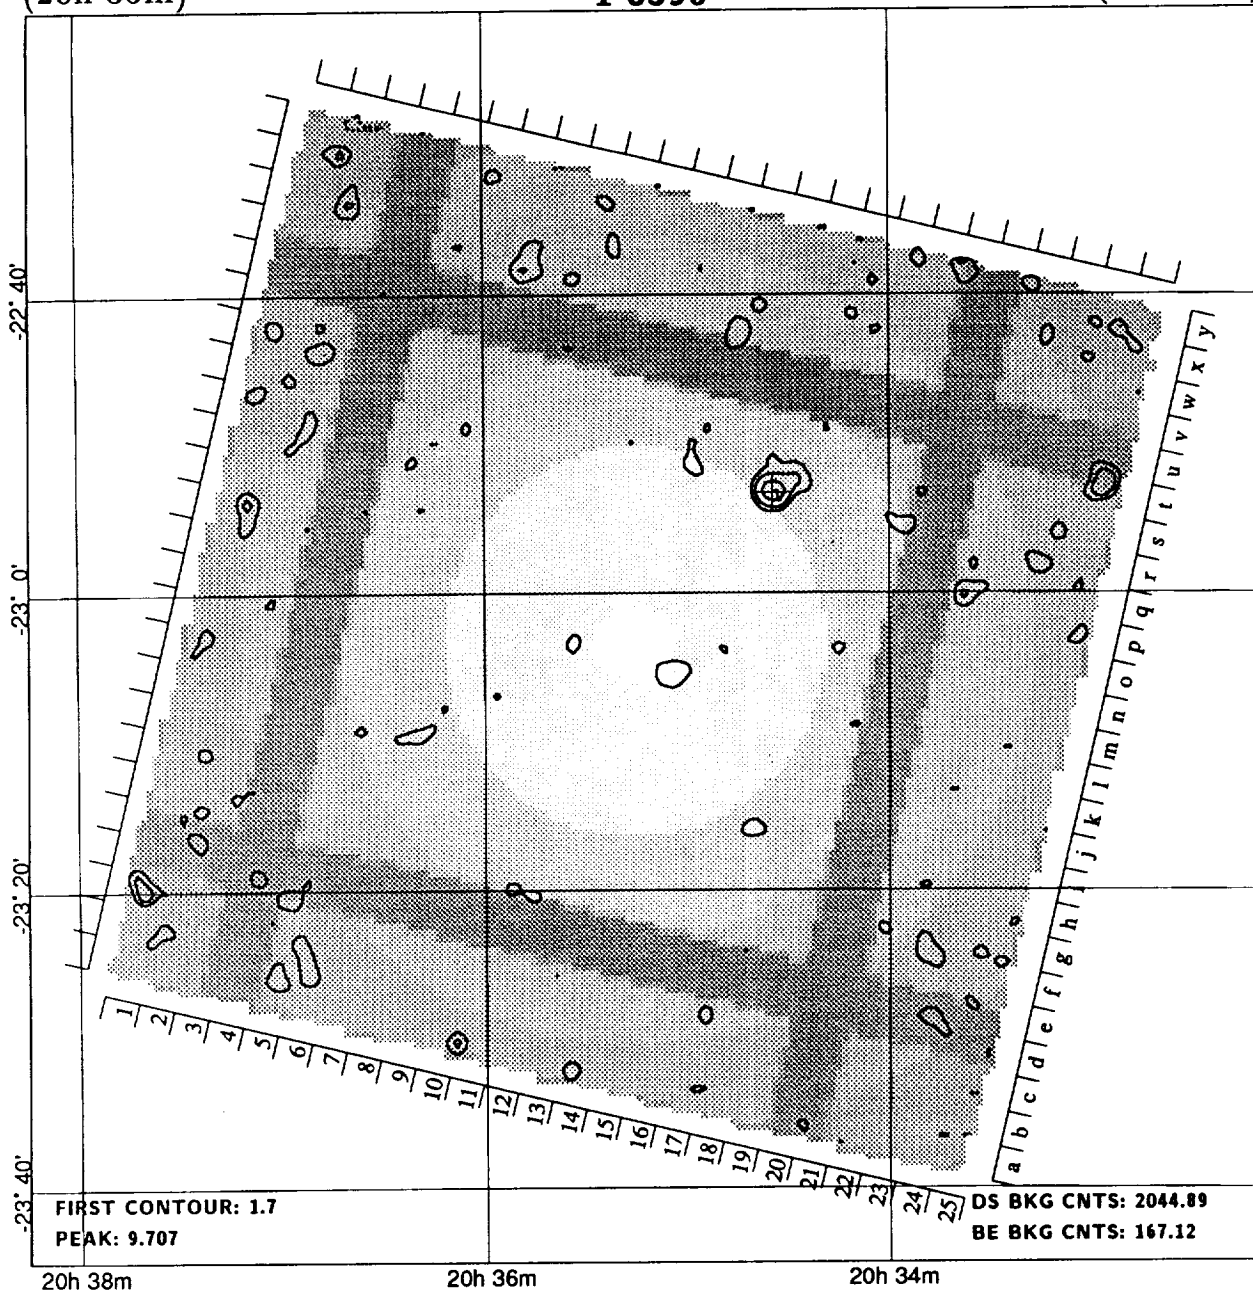 -22° 40'
-23° 0'
-23° 20'
-23° 40'
y
x
w
v
u
t
s
r
q
p
o
n
m
l
k
j
i
h
g
f
e
d
c
b
a
1 2 3 4 5 6 7 8 9 10 11 12 13 14 15 16 17 18 19 20 21 22 23 24 25
FIRST CONTOUR: 1.7
PEAK: 9.707
DS BKG CNTS: 2044.89
BE BKG CNTS: 167.12
20h 38m 20h 36m 20h 34m